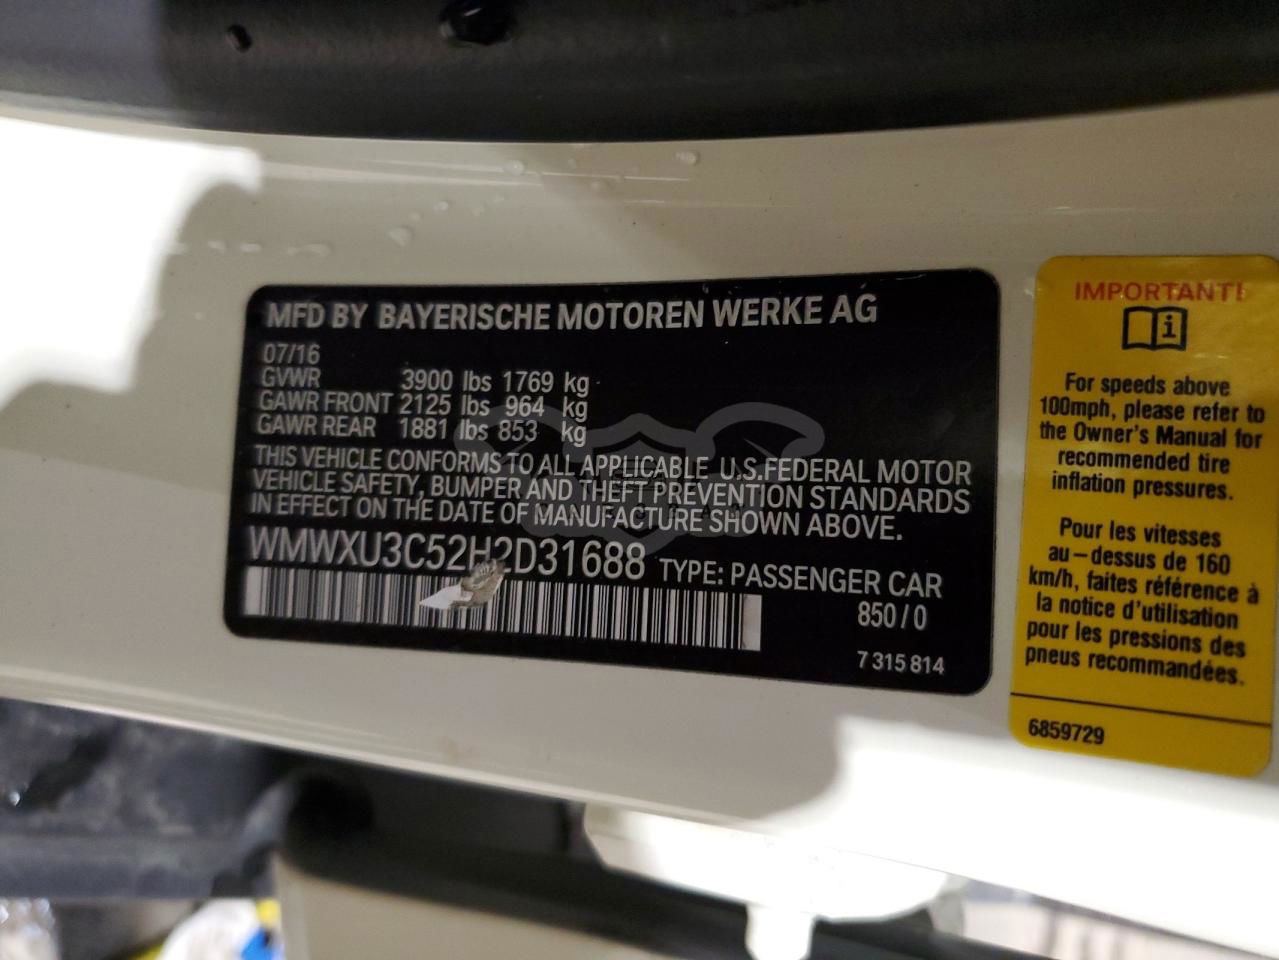 MFD BY BAYERISCHE MOTOREN WERKE AG
07/16
GVWR 3900 lbs 1769 kg
GAWR FRONT 2125 lbs 964 kg
GAWR REAR 1881 lbs 853 kg
THIS VEHICLE CONFORMS TO ALL APPLICABLE U.S.FEDERAL MOTOR
VEHICLE SAFETY, BUMPER AND THEFT PREVENTION STANDARDS
IN EFFECT ON THE DATE OF MANUFACTURE SHOWN ABOVE.
WMWXU3C52H2D31688 TYPE: PASSENGER CAR
850/0
7 315 814
IMPORTANT!
For speeds above
100mph, please refer to
the Owner's Manual for
recommended tire
inflation pressures.
Pour les vitesses
au-dessus de 160
km/h, faites référence à
la notice d'utilisation
pour les pressions des
pneus recommandées.
6859729